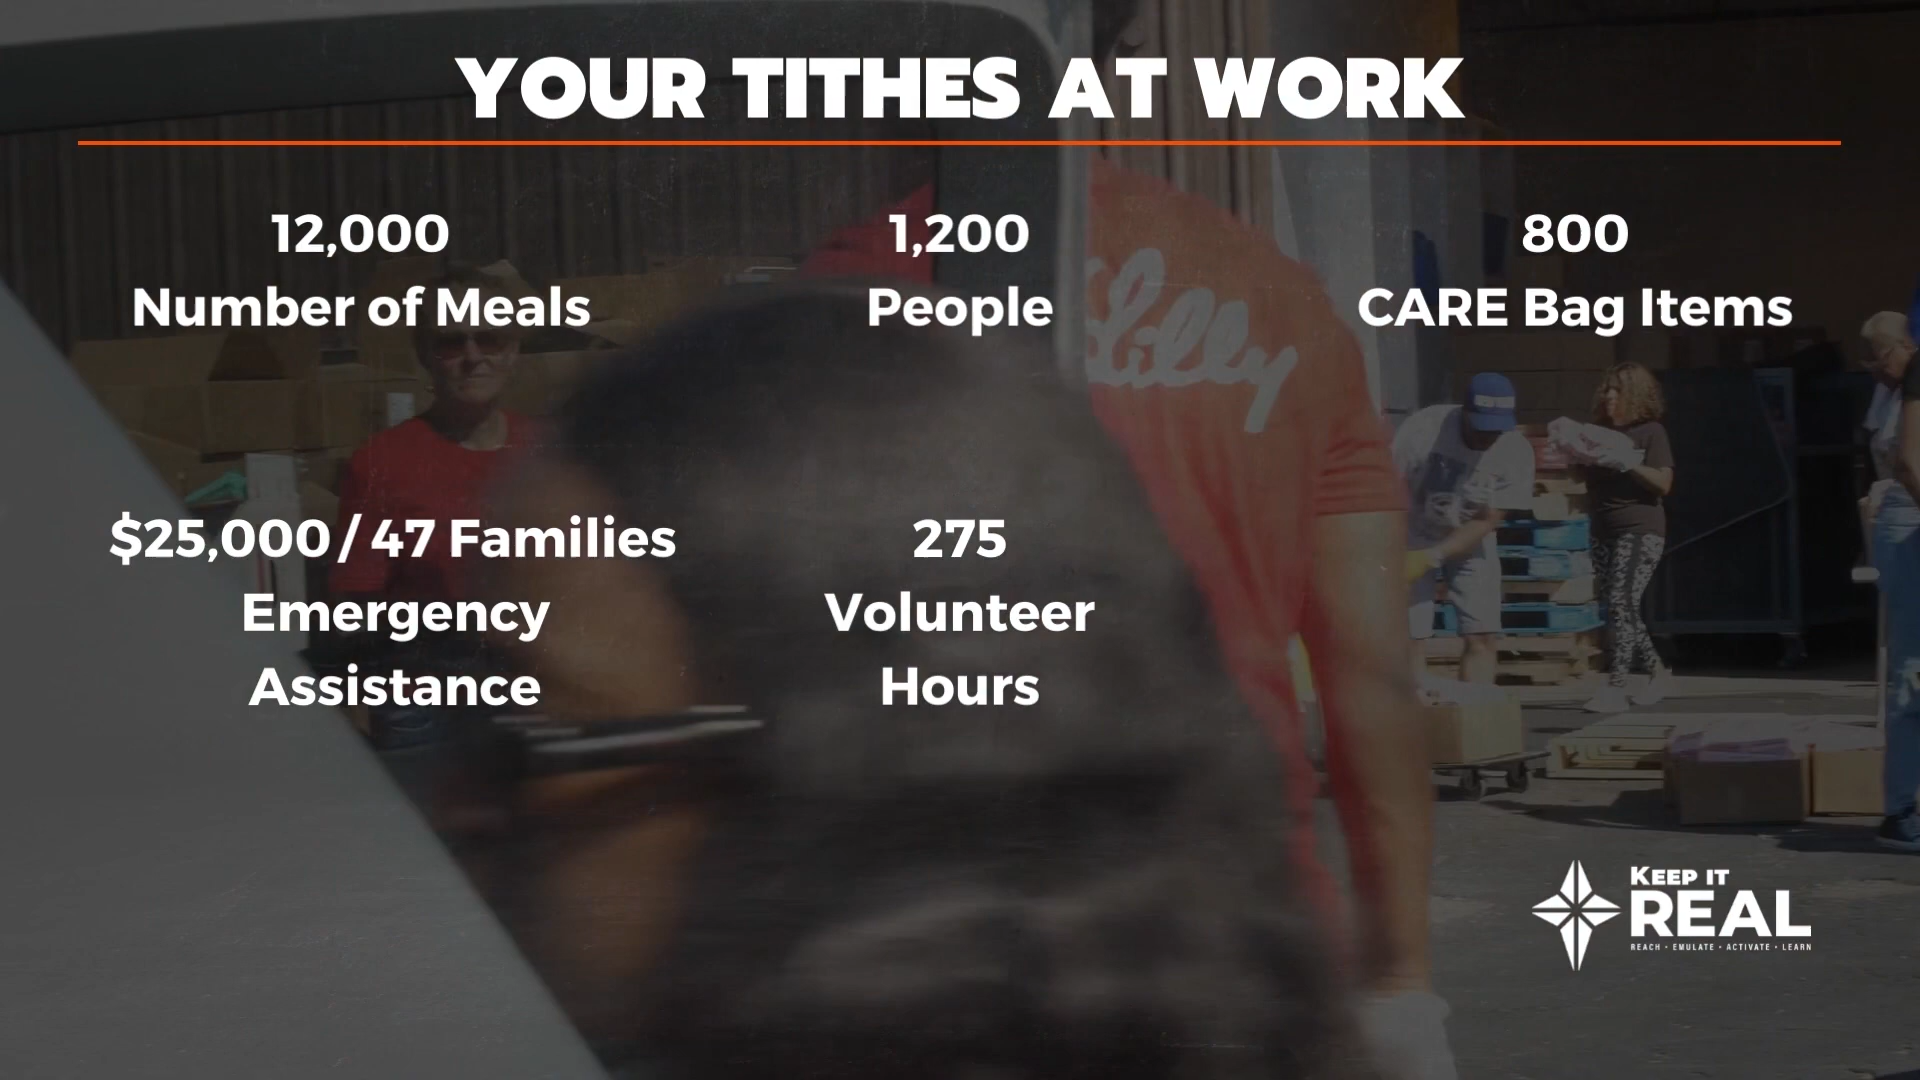 YOUR TITHES AT WORK
12,000
Number of Meals
1,200
People
800
CARE Bag Items
$25,000 / 47 Families
Emergency
Assistance
275
Volunteer
Hours
Lilly
KEEP IT
REAL
REACH • EMULATE • ACTIVATE • LEARN